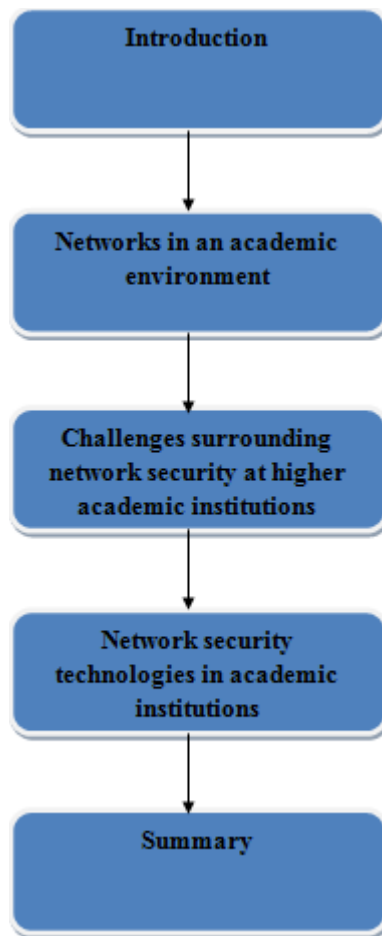 Introduction
Networks in an academic
environment
Challenges surrounding
network security at higher
academic institutions
Network security
technologies in academic
institutions
Summary